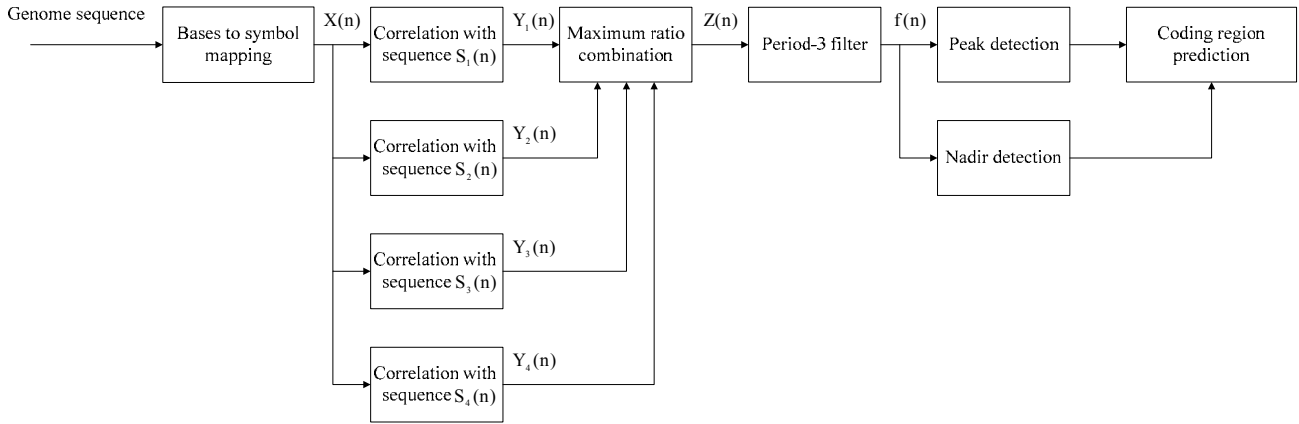 Genome sequence
Bases to symbol
mapping
X(n)
Correlation with
sequence S₁(n)
Y₁(n)
Maximum ratio
combination
Z(n)
Period-3 filter
f(n)
Peak detection
Coding region
prediction
Correlation with
sequence S₂(n)
Y₂(n)
Nadir detection
Correlation with
sequence S₃(n)
Y₃(n)
Correlation with
sequence S₄(n)
Y₄(n)